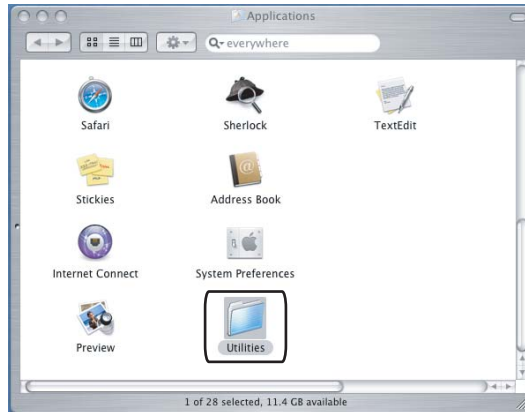 Applications
everywhere
Safari
Sherlock
TextEdit
Stickies
Address Book
Internet Connect
System Preferences
Preview
Utilities
1 of 28 selected, 11.4 GB available